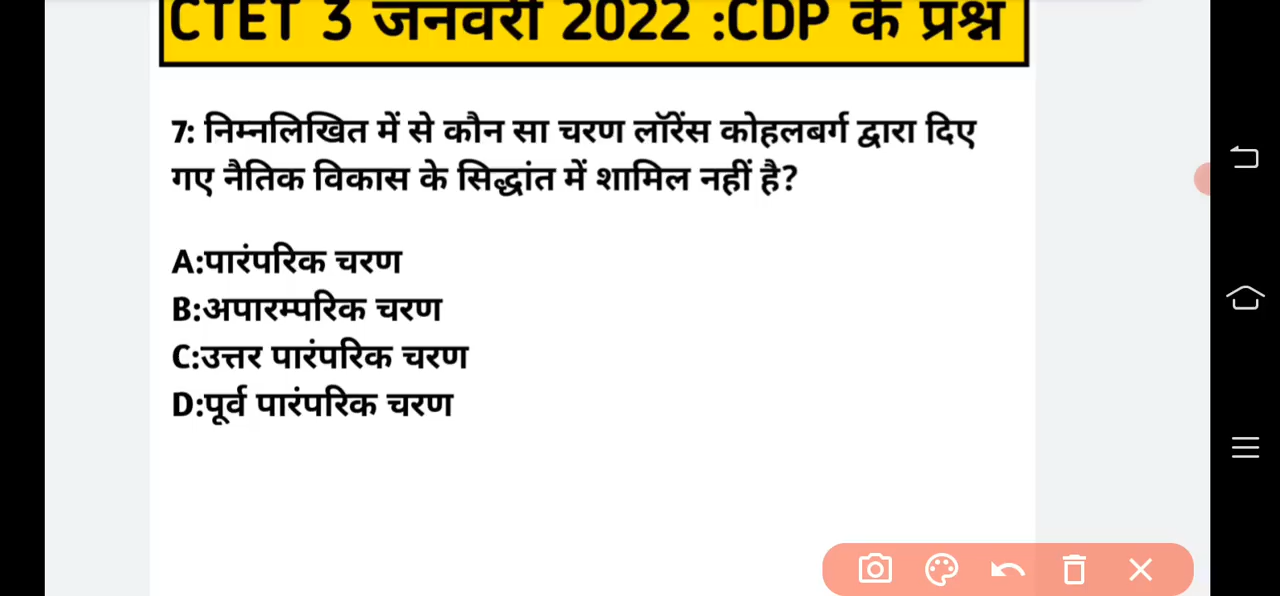 CTET 3 जनवरी 2022 :CDP के प्रश्न
7: निम्नलिखित में से कौन सा चरण लॉरेंस कोहलबर्ग द्वारा दिए
गए नैतिक विकास के सिद्धांत में शामिल नहीं है?
A:पारंपरिक चरण
B:अपारम्परिक चरण
C:उत्तर पारंपरिक चरण
D:पूर्व पारंपरिक चरण